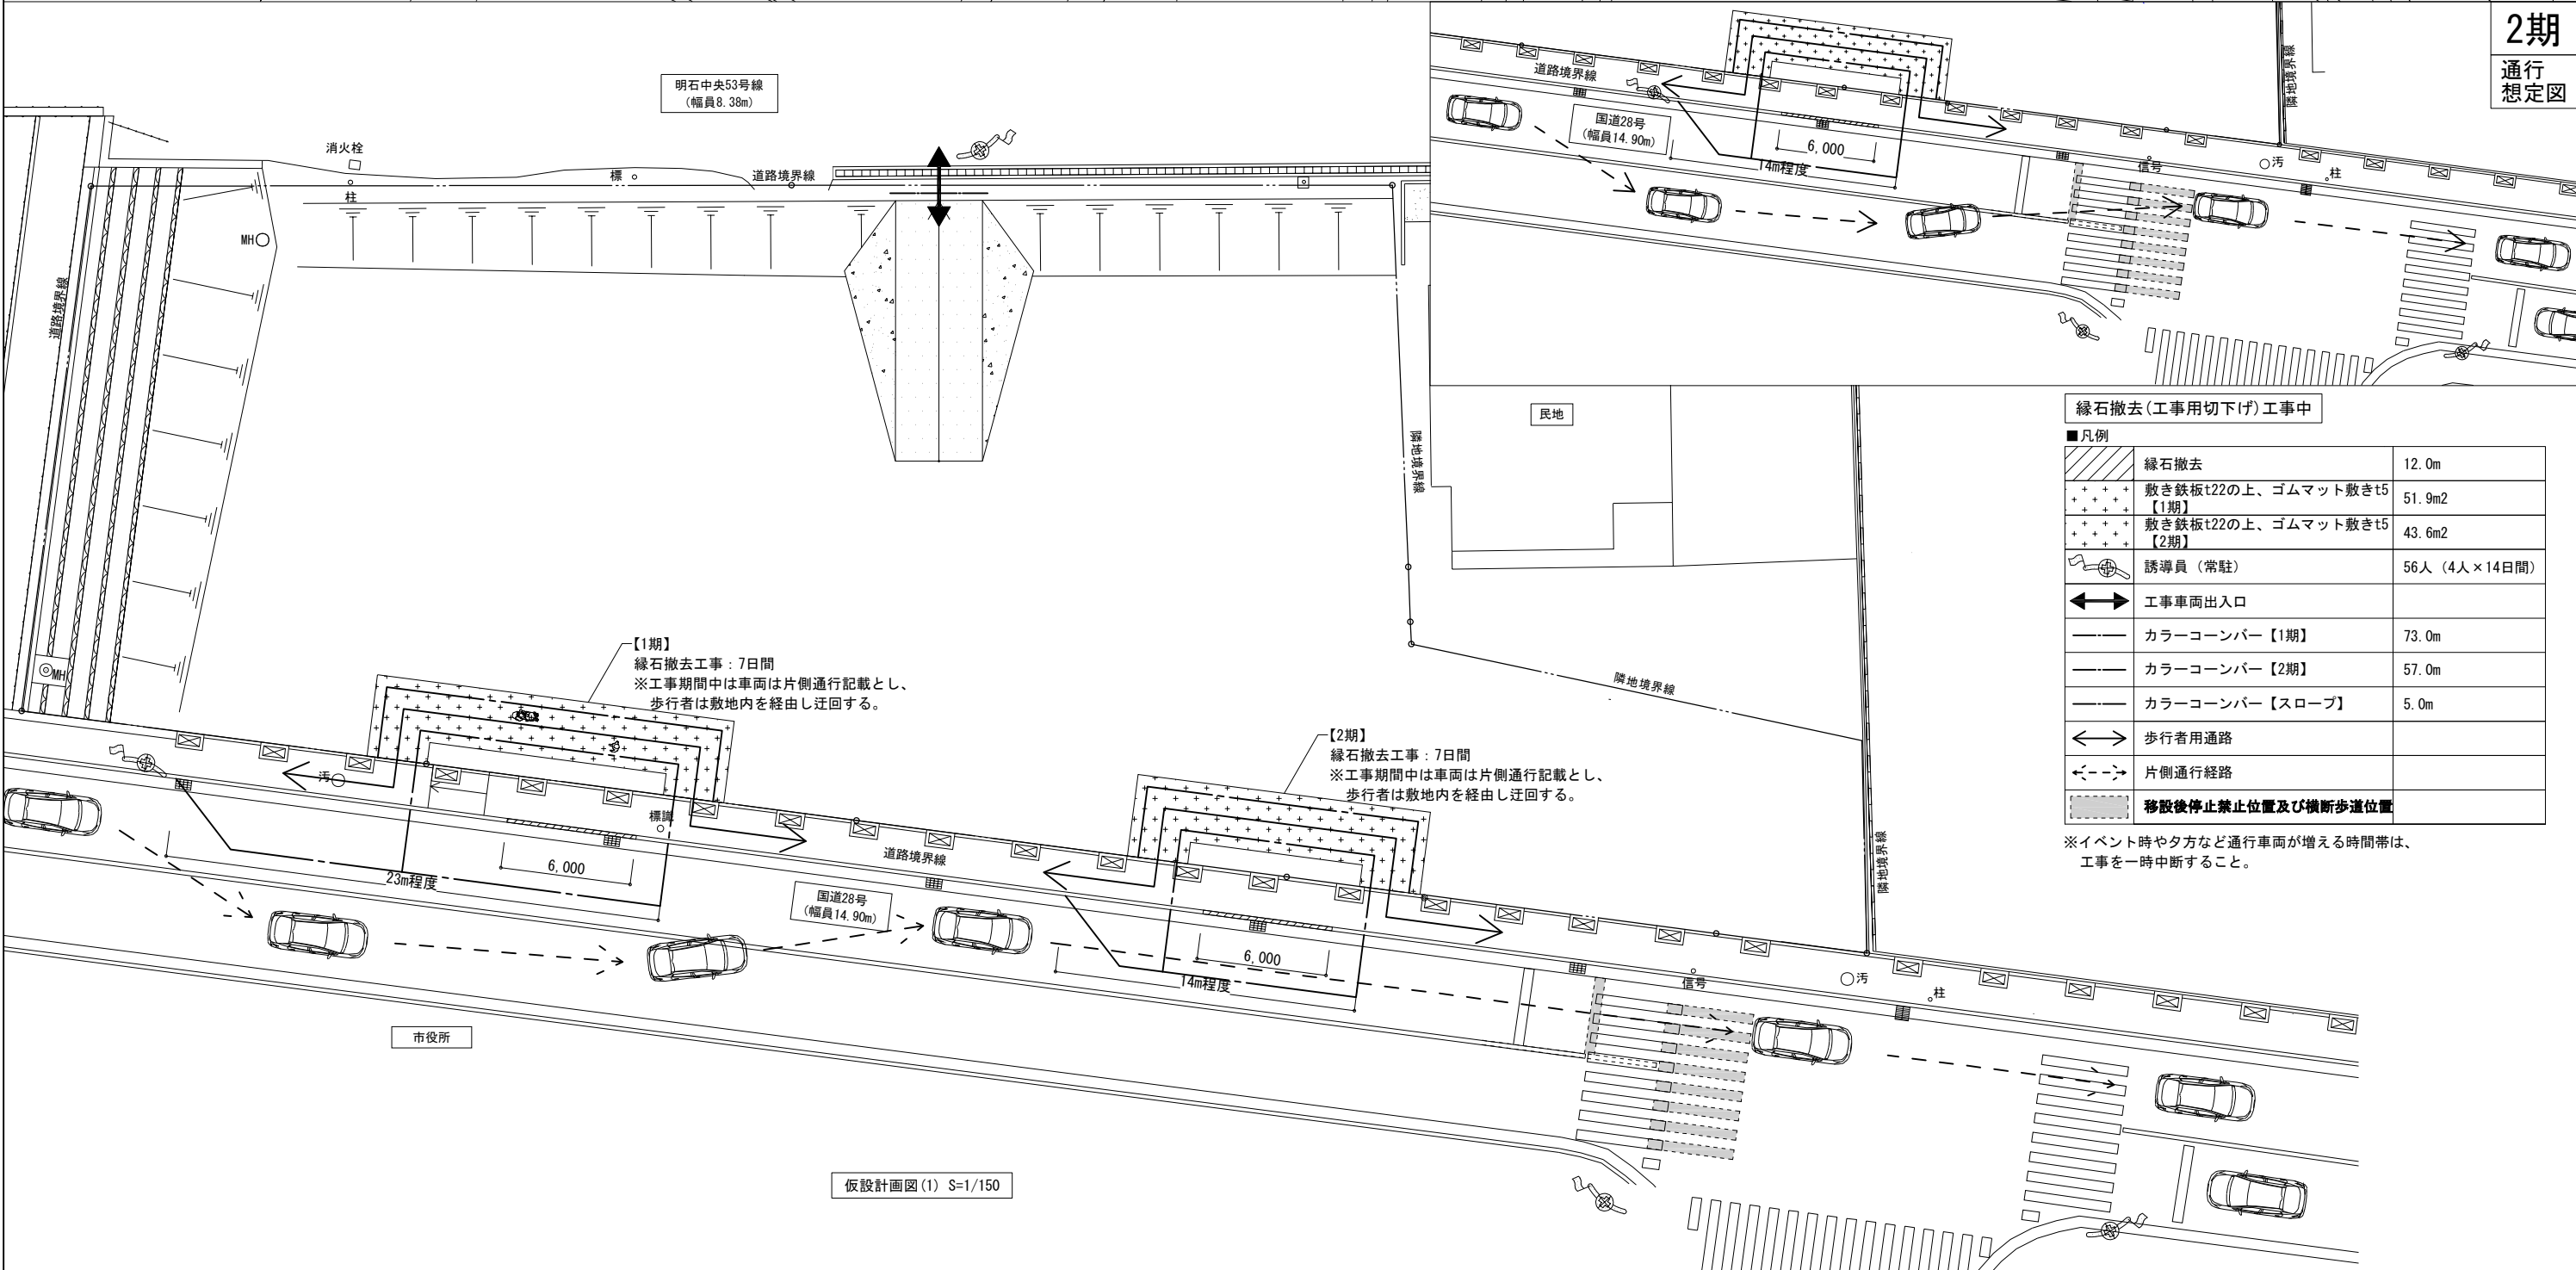 2期
通行
想定図
明石中央53号線
(幅員8.38m)
消火栓
柱
標
道路境界線
MH
道路境界線
MH
道路境界線
国道28号
(幅員14.90m)
6,000
14m程度
信号
汚
柱
隣地境界線
隣地境界線
民地
隣地境界線
隣地境界線
隣地境界線
縁石撤去(工事用切下げ)工事中
■凡例
縁石撤去 12.0m
敷き鉄板t22の上、ゴムマット敷きt5
【1期】 51.9m2
敷き鉄板t22の上、ゴムマット敷きt5
【2期】 43.6m2
誘導員(常駐) 56人(4人×14日間)
工事車両出入口
カラーコーンバー【1期】 73.0m
カラーコーンバー【2期】 57.0m
カラーコーンバー【スロープ】 5.0m
歩行者用通路
片側通行経路
移設後停止禁止位置及び横断歩道位置
※イベント時や夕方など通行車両が増える時間帯は、
工事を一時中断すること。
【1期】
縁石撤去工事:7日間
※工事期間中は車両は片側通行記載とし、
歩行者は敷地内を経由し迂回する。
【2期】
縁石撤去工事:7日間
※工事期間中は車両は片側通行記載とし、
歩行者は敷地内を経由し迂回する。
汚
標識
6,000
23m程度
道路境界線
国道28号
(幅員14.90m)
6,000
14m程度
信号
汚
柱
市役所
仮設計画図(1) S=1/150